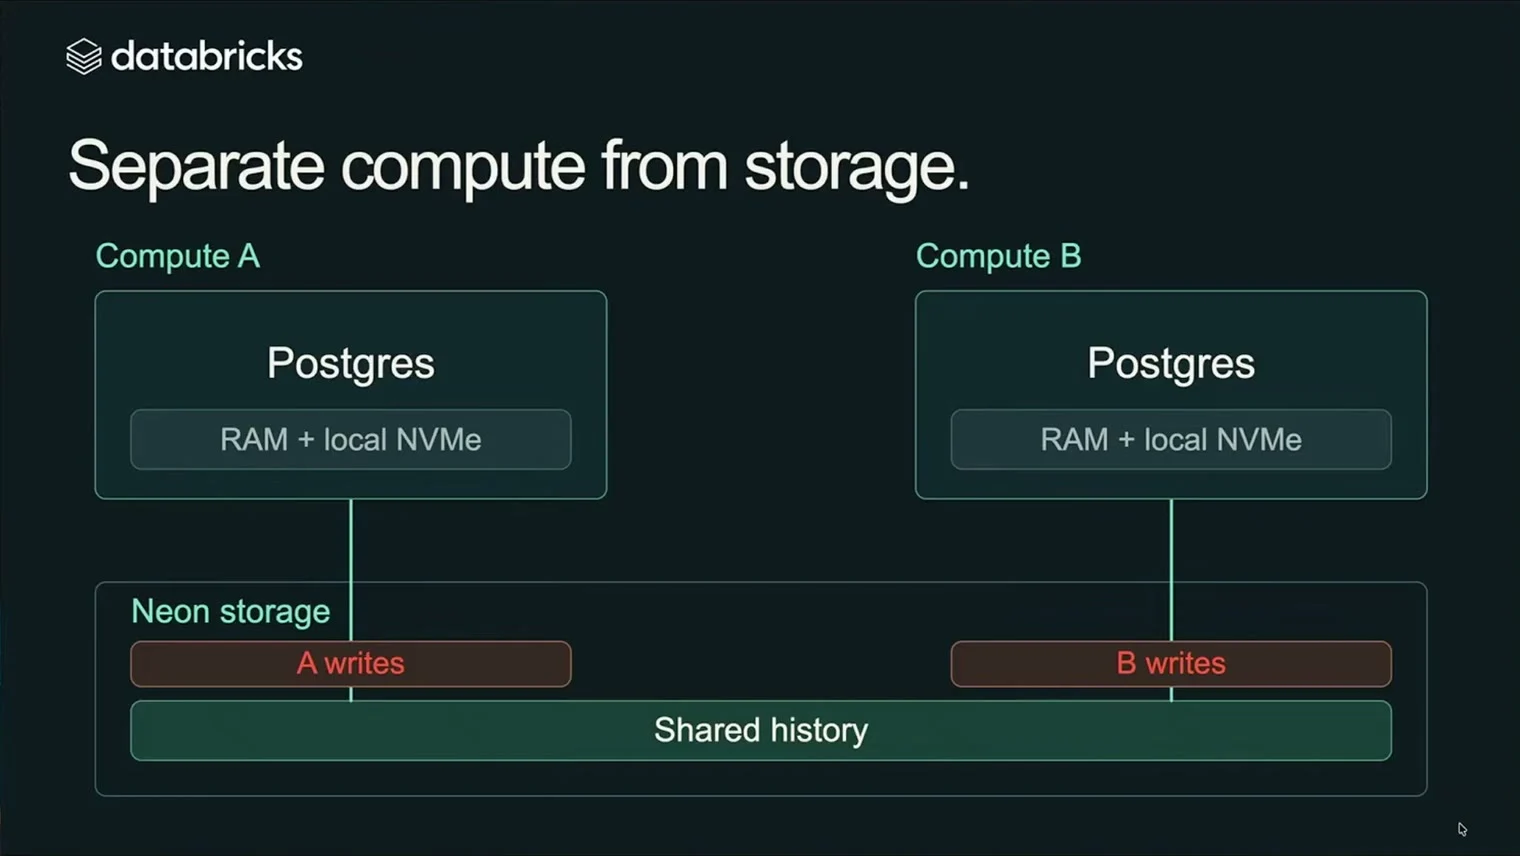 databricks
Separate compute from storage.
Compute A
Compute B
Postgres
Postgres
RAM + local NVMe
RAM + local NVMe
Neon storage
A writes
B writes
Shared history